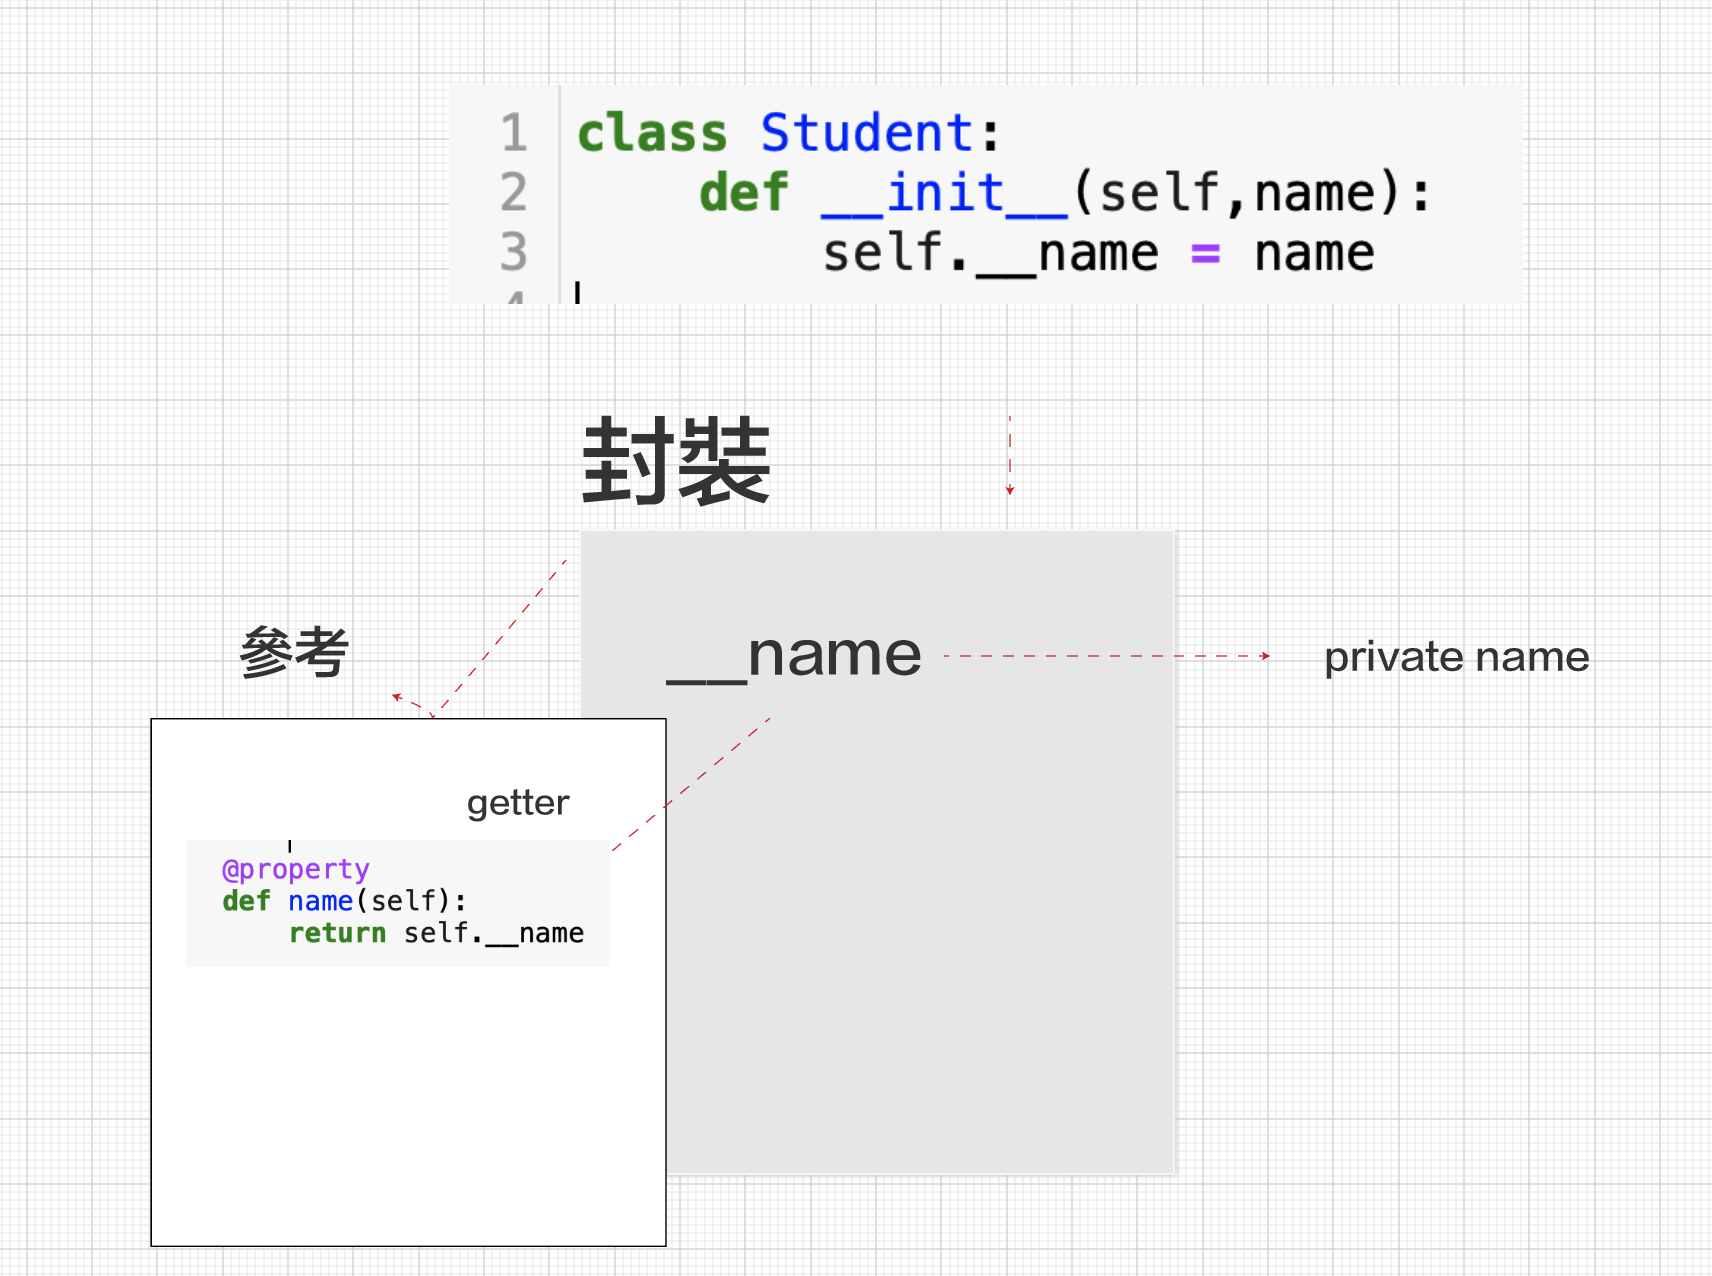 1 class Student:
2     def __init__(self,name):
3         self.__name = name
4
封裝
參考
__name
private name
getter
@property
def name(self):
    return self.__name